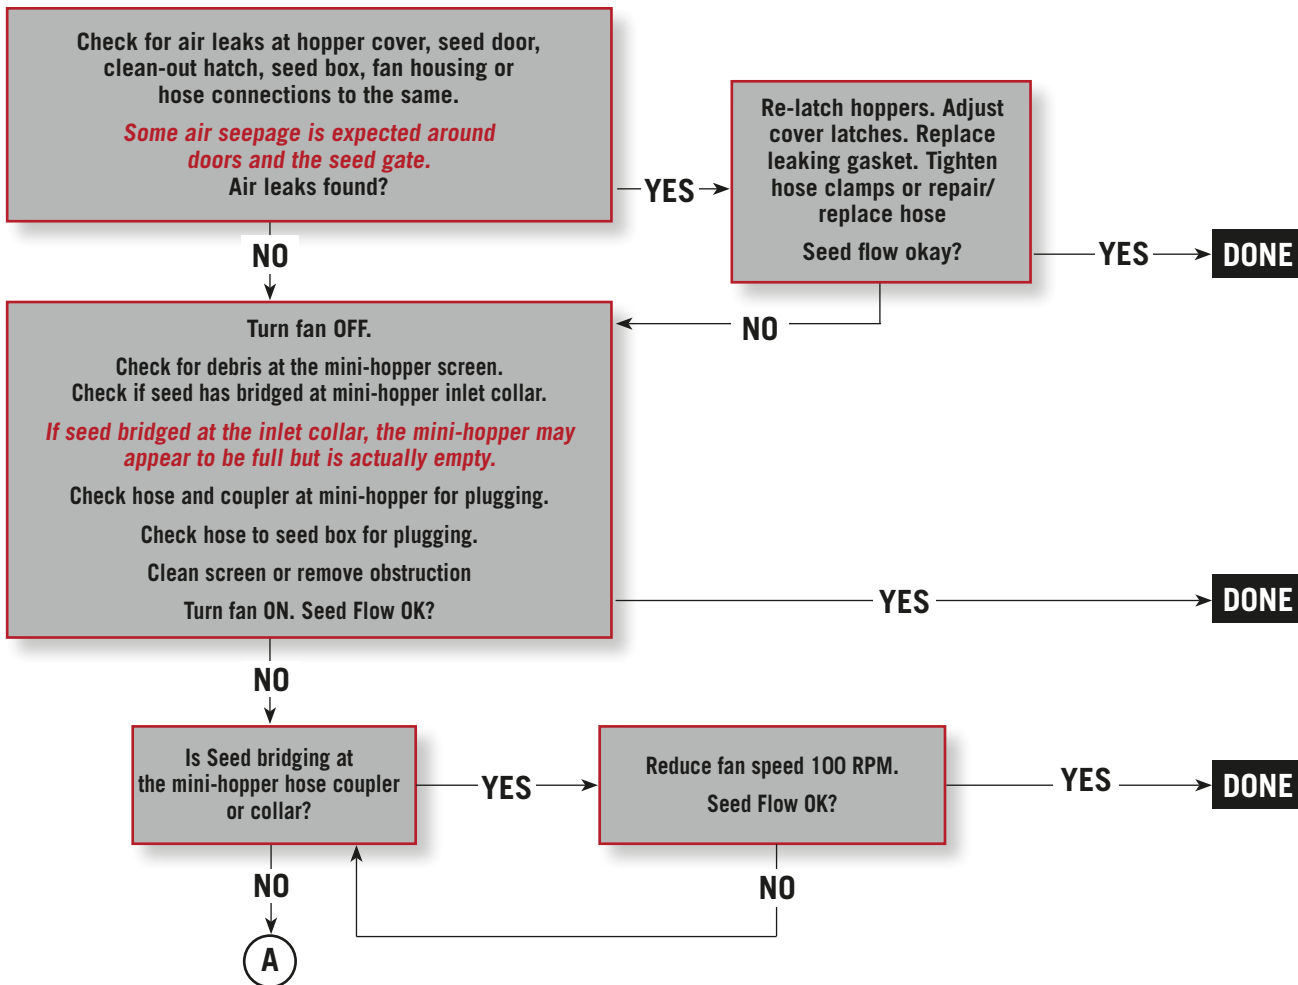 Check for air leaks at hopper cover, seed door,
clean-out hatch, seed box, fan housing or
hose connections to the same.
Some air seepage is expected around
doors and the seed gate.
Air leaks found?
YES
Re-latch hoppers. Adjust
cover latches. Replace
leaking gasket. Tighten
hose clamps or repair/
replace hose
Seed flow okay?
YES
DONE
NO
NO
Turn fan OFF.
Check for debris at the mini-hopper screen.
Check if seed has bridged at mini-hopper inlet collar.
If seed bridged at the inlet collar, the mini-hopper may
appear to be full but is actually empty.
Check hose and coupler at mini-hopper for plugging.
Check hose to seed box for plugging.
Clean screen or remove obstruction
Turn fan ON. Seed Flow OK?
YES
DONE
NO
Is Seed bridging at
the mini-hopper hose coupler
or collar?
YES
Reduce fan speed 100 RPM.
Seed Flow OK?
YES
DONE
NO
NO
A